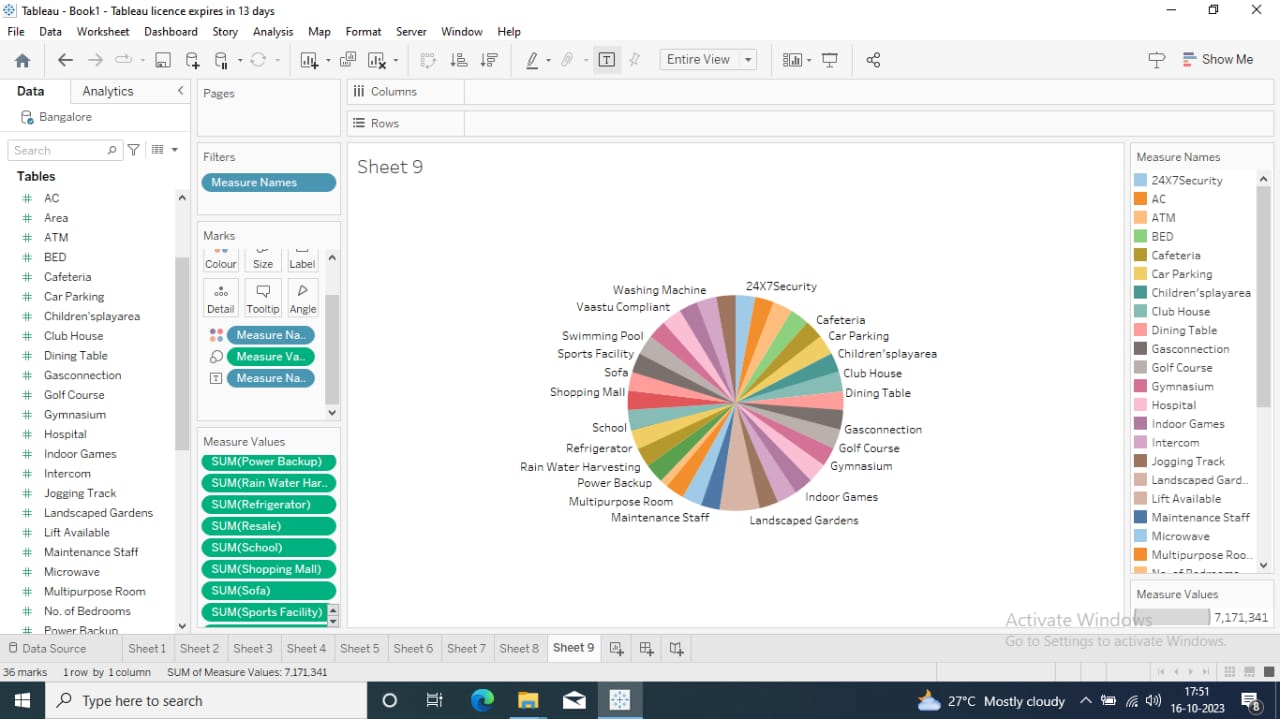 Tableau - Book1 - Tableau licence expires in 13 days
File Data Worksheet Dashboard Story Analysis Map Format Server Window Help
Entire View
Show Me
Data Analytics
Bangalore
Search
Tables
AC
Area
ATM
BED
Cafeteria
Car Parking
Children'splayarea
Club House
Dining Table
Gasconnection
Golf Course
Gymnasium
Hospital
Indoor Games
Intercom
Jogging Track
Landscaped Gardens
Lift Available
Maintenance Staff
Microwave
Multipurpose Room
No. of Bedrooms
Power Backup
Pages
Filters
Measure Names
Marks
Colour Size Label
Detail Tooltip Angle
Measure Na..
Measure Va..
T Measure Na..
Measure Values
SUM(Power Backup)
SUM(Rain Water Har..
SUM(Refrigerator)
SUM(Resale)
SUM(School)
SUM(Shopping Mall)
SUM(Sofa)
SUM(Sports Facility)
Columns
Rows
Sheet 9
Washing Machine
24X7Security
Vaastu Compliant
Cafeteria
Swimming Pool
Car Parking
Sports Facility
Children'splayarea
Sofa
Club House
Shopping Mall
Dining Table
School
Gasconnection
Refrigerator
Golf Course
Rain Water Harvesting
Gymnasium
Power Backup
Indoor Games
Multipurpose Room
Maintenance Staff
Landscaped Gardens
Measure Names
24X7Security
AC
ATM
BED
Cafeteria
Car Parking
Children'splayarea
Club House
Dining Table
Gasconnection
Golf Course
Gymnasium
Hospital
Indoor Games
Intercom
Jogging Track
Landscaped Gard..
Lift Available
Maintenance Staff
Microwave
Multipurpose Roo..
No. of Bedrooms
Measure Values
7,171,341
Activate Windows
Go to Settings to activate Windows.
Data Source Sheet 1 Sheet 2 Sheet 3 Sheet 4 Sheet 5 Sheet 6 Sheet 7 Sheet 8 Sheet 9
36 marks 1 row by 1 column SUM of Measure Values: 7,171,341
Type here to search
27°C Mostly cloudy
17:51
16-10-2023
8